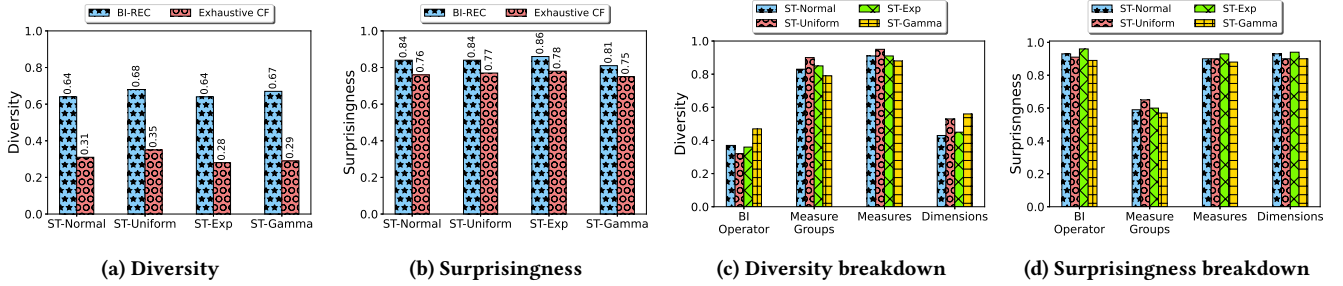 BI-REC Exhaustive CF
Diversity
1.0
0.8
0.6
0.4
0.2
0.0
0.64
0.31
0.68
0.35
0.64
0.28
0.67
0.29
ST-Normal ST-Uniform ST-Exp ST-Gamma
(a) Diversity
BI-REC Exhaustive CF
Surprisingness
1.0
0.8
0.6
0.4
0.2
0.0
0.84
0.76
0.84
0.77
0.86
0.78
0.81
0.75
ST-Normal ST-Uniform ST-Exp ST-Gamma
(b) Surprisingness
ST-Normal ST-Exp
ST-Uniform ST-Gamma
Diversity
1.0
0.8
0.6
0.4
0.2
0.0
BI Measure Measures Dimensions
Operator Groups
(c) Diversity breakdown
ST-Normal ST-Exp
ST-Uniform ST-Gamma
Surprisngness
1.0
0.8
0.6
0.4
0.2
0.0
BI Measure Measures Dimensions
Operator Groups
(d) Surprisingness breakdown